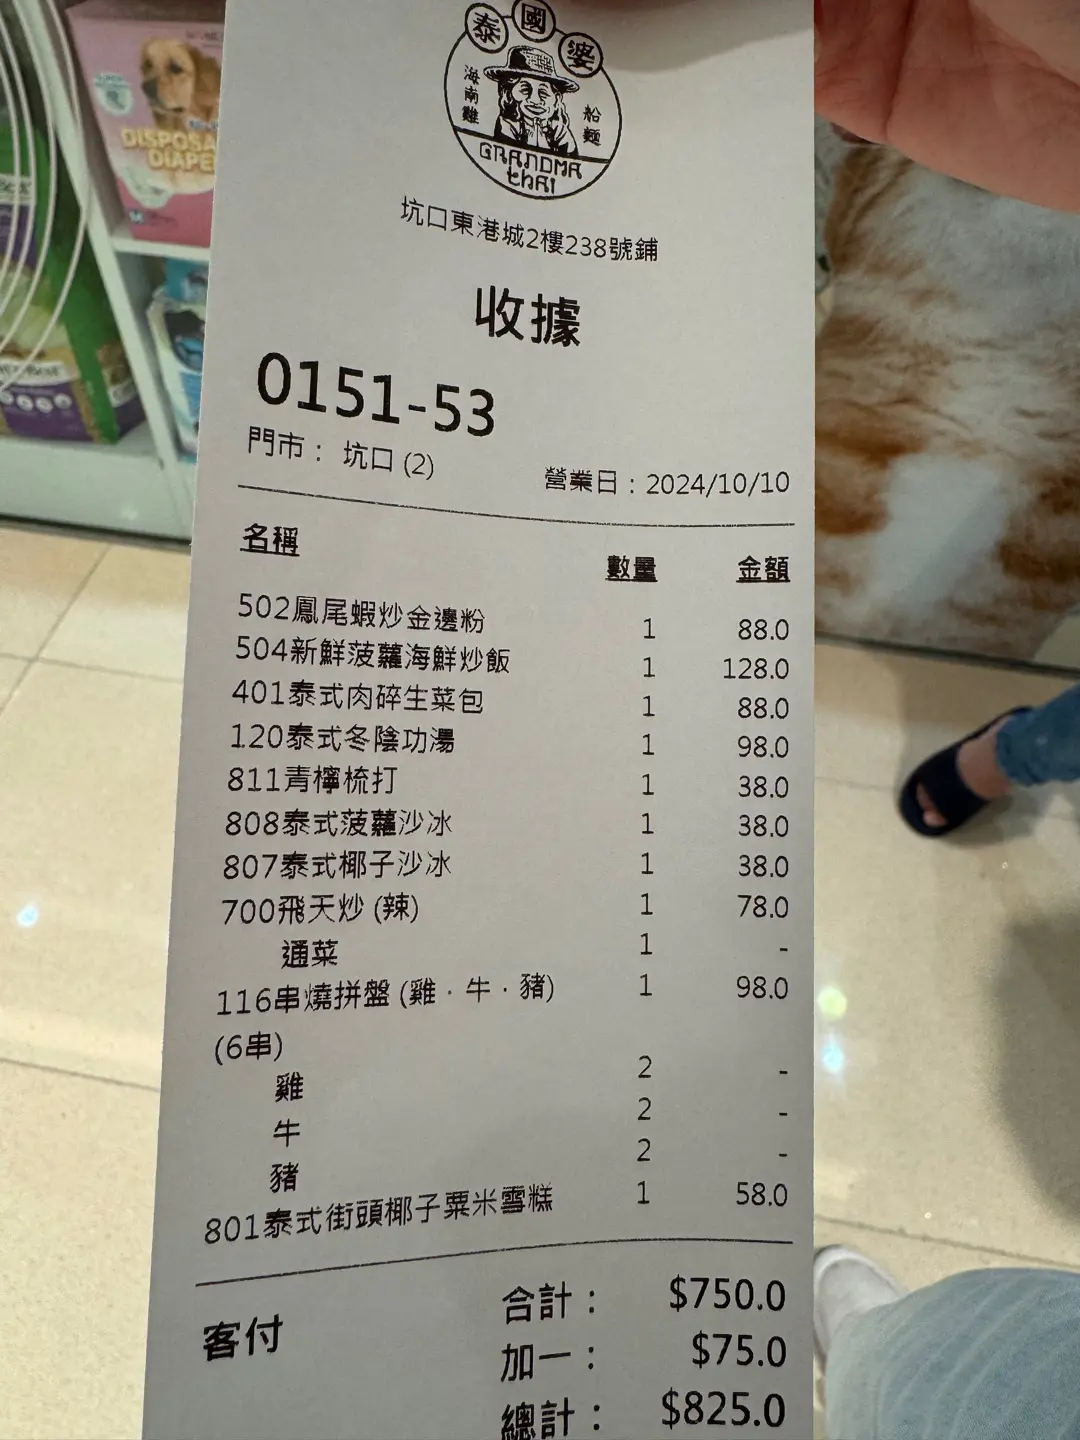 泰國婆
海南雞 船麵
GRANDMA
thAI
坑口東港城2樓238號鋪
收據
0151-53
門市： 坑口 (2) 營業日：2024/10/10
名稱 數量 金額
502鳳尾蝦炒金邊粉 1 88.0
504新鮮菠蘿海鮮炒飯 1 128.0
401泰式肉碎生菜包 1 88.0
120泰式冬陰功湯 1 98.0
811青檸梳打 1 38.0
808泰式菠蘿沙冰 1 38.0
807泰式椰子沙冰 1 38.0
700飛天炒 (辣) 1 78.0
通菜 1 -
116串燒拼盤 (雞．牛．豬) 1 98.0
(6串)
雞 2 -
牛 2 -
豬 2 -
801泰式街頭椰子粟米雪糕 1 58.0
客付
合計： $750.0
加一： $75.0
總計： $825.0
DISPOSA
DIAPE
M